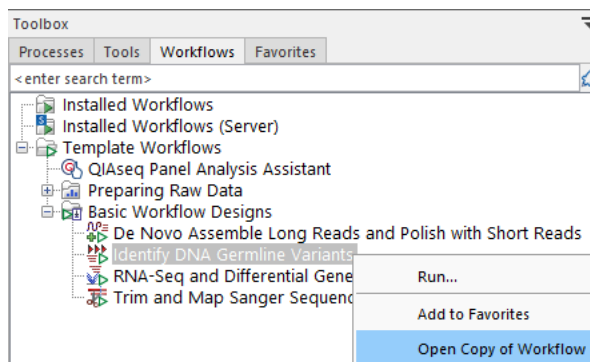 Toolbox
Processes Tools Workflows Favorites
<enter search term>
Installed Workflows
Installed Workflows (Server)
Template Workflows
QIAseq Panel Analysis Assistant
Preparing Raw Data
Basic Workflow Designs
De Novo Assemble Long Reads and Polish with Short Reads
Identify DNA Germline Variants
RNA-Seq and Differential Gene
Trim and Map Sanger Sequenc
Run...
Add to Favorites
Open Copy of Workflow